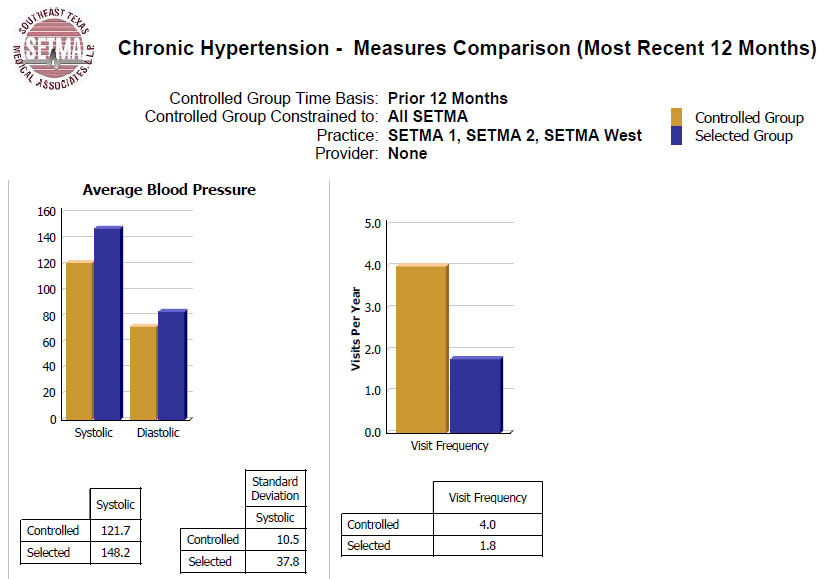 SOUTHEAST TEXAS
SETMA
MEDICAL ASSOCIATES, L.L.P.
Chronic Hypertension - Measures Comparison (Most Recent 12 Months)
Controlled Group Time Basis: Prior 12 Months
Controlled Group Constrained to: All SETMA
Practice: SETMA 1, SETMA 2, SETMA West
Provider: None
Controlled Group
Selected Group
Average Blood Pressure
160
140
120
100
80
60
40
20
0
Systolic Diastolic
Visits Per Year
5.0
4.0
3.0
2.0
1.0
0.0
Visit Frequency
Systolic
Controlled 121.7
Selected 148.2
Standard
Deviation
Systolic
Controlled 10.5
Selected 37.8
Visit Frequency
Controlled 4.0
Selected 1.8